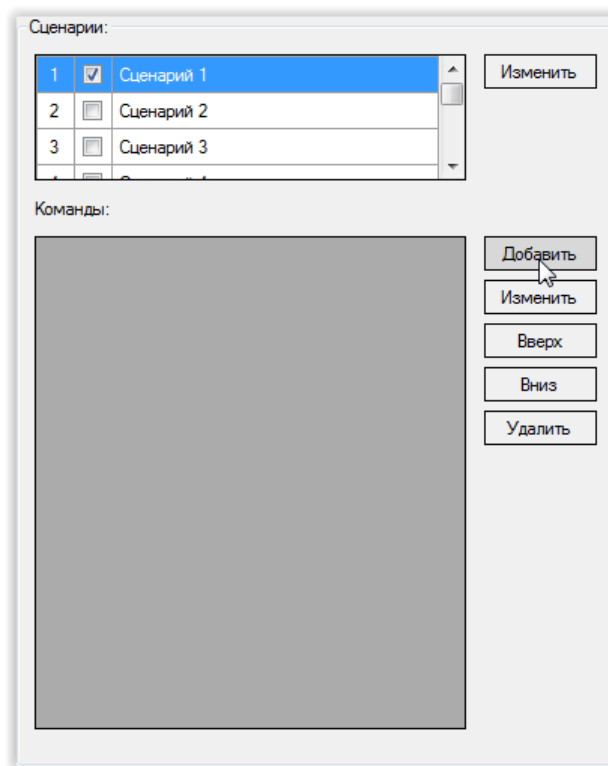 Сценарии:
1 Сценарий 1
Изменить
2 Сценарий 2
3 Сценарий 3
Команды:
Добавить
Изменить
Вверх
Вниз
Удалить